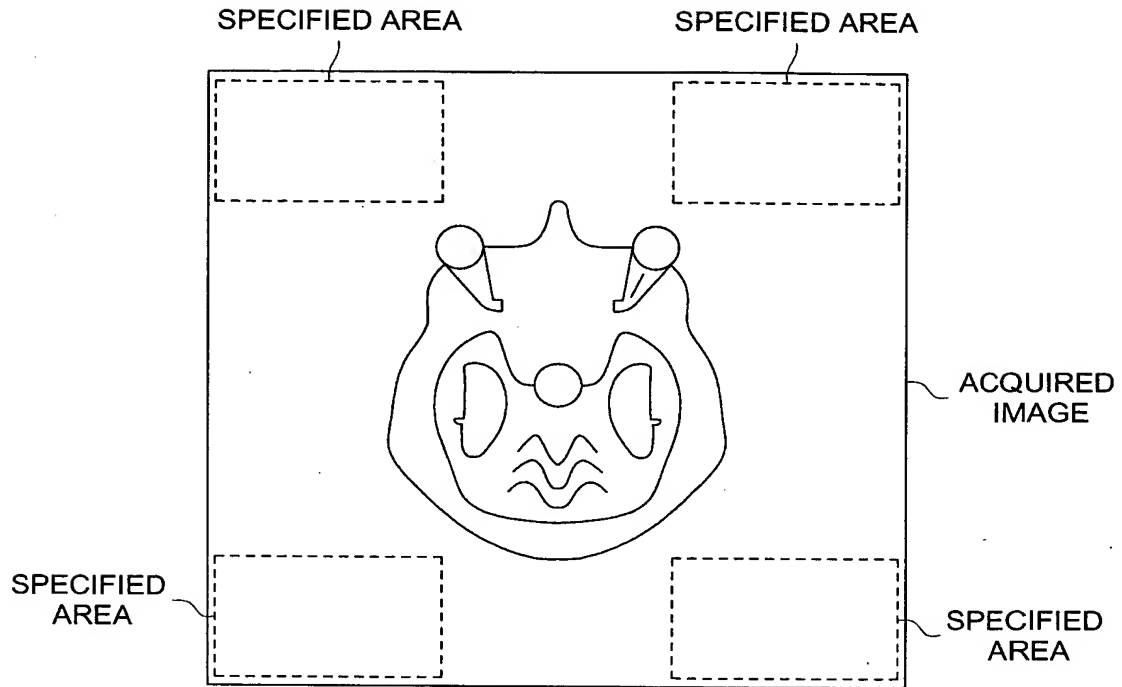 SPECIFIED AREA
SPECIFIED AREA
ACQUIRED
IMAGE
SPECIFIED
AREA
SPECIFIED
AREA